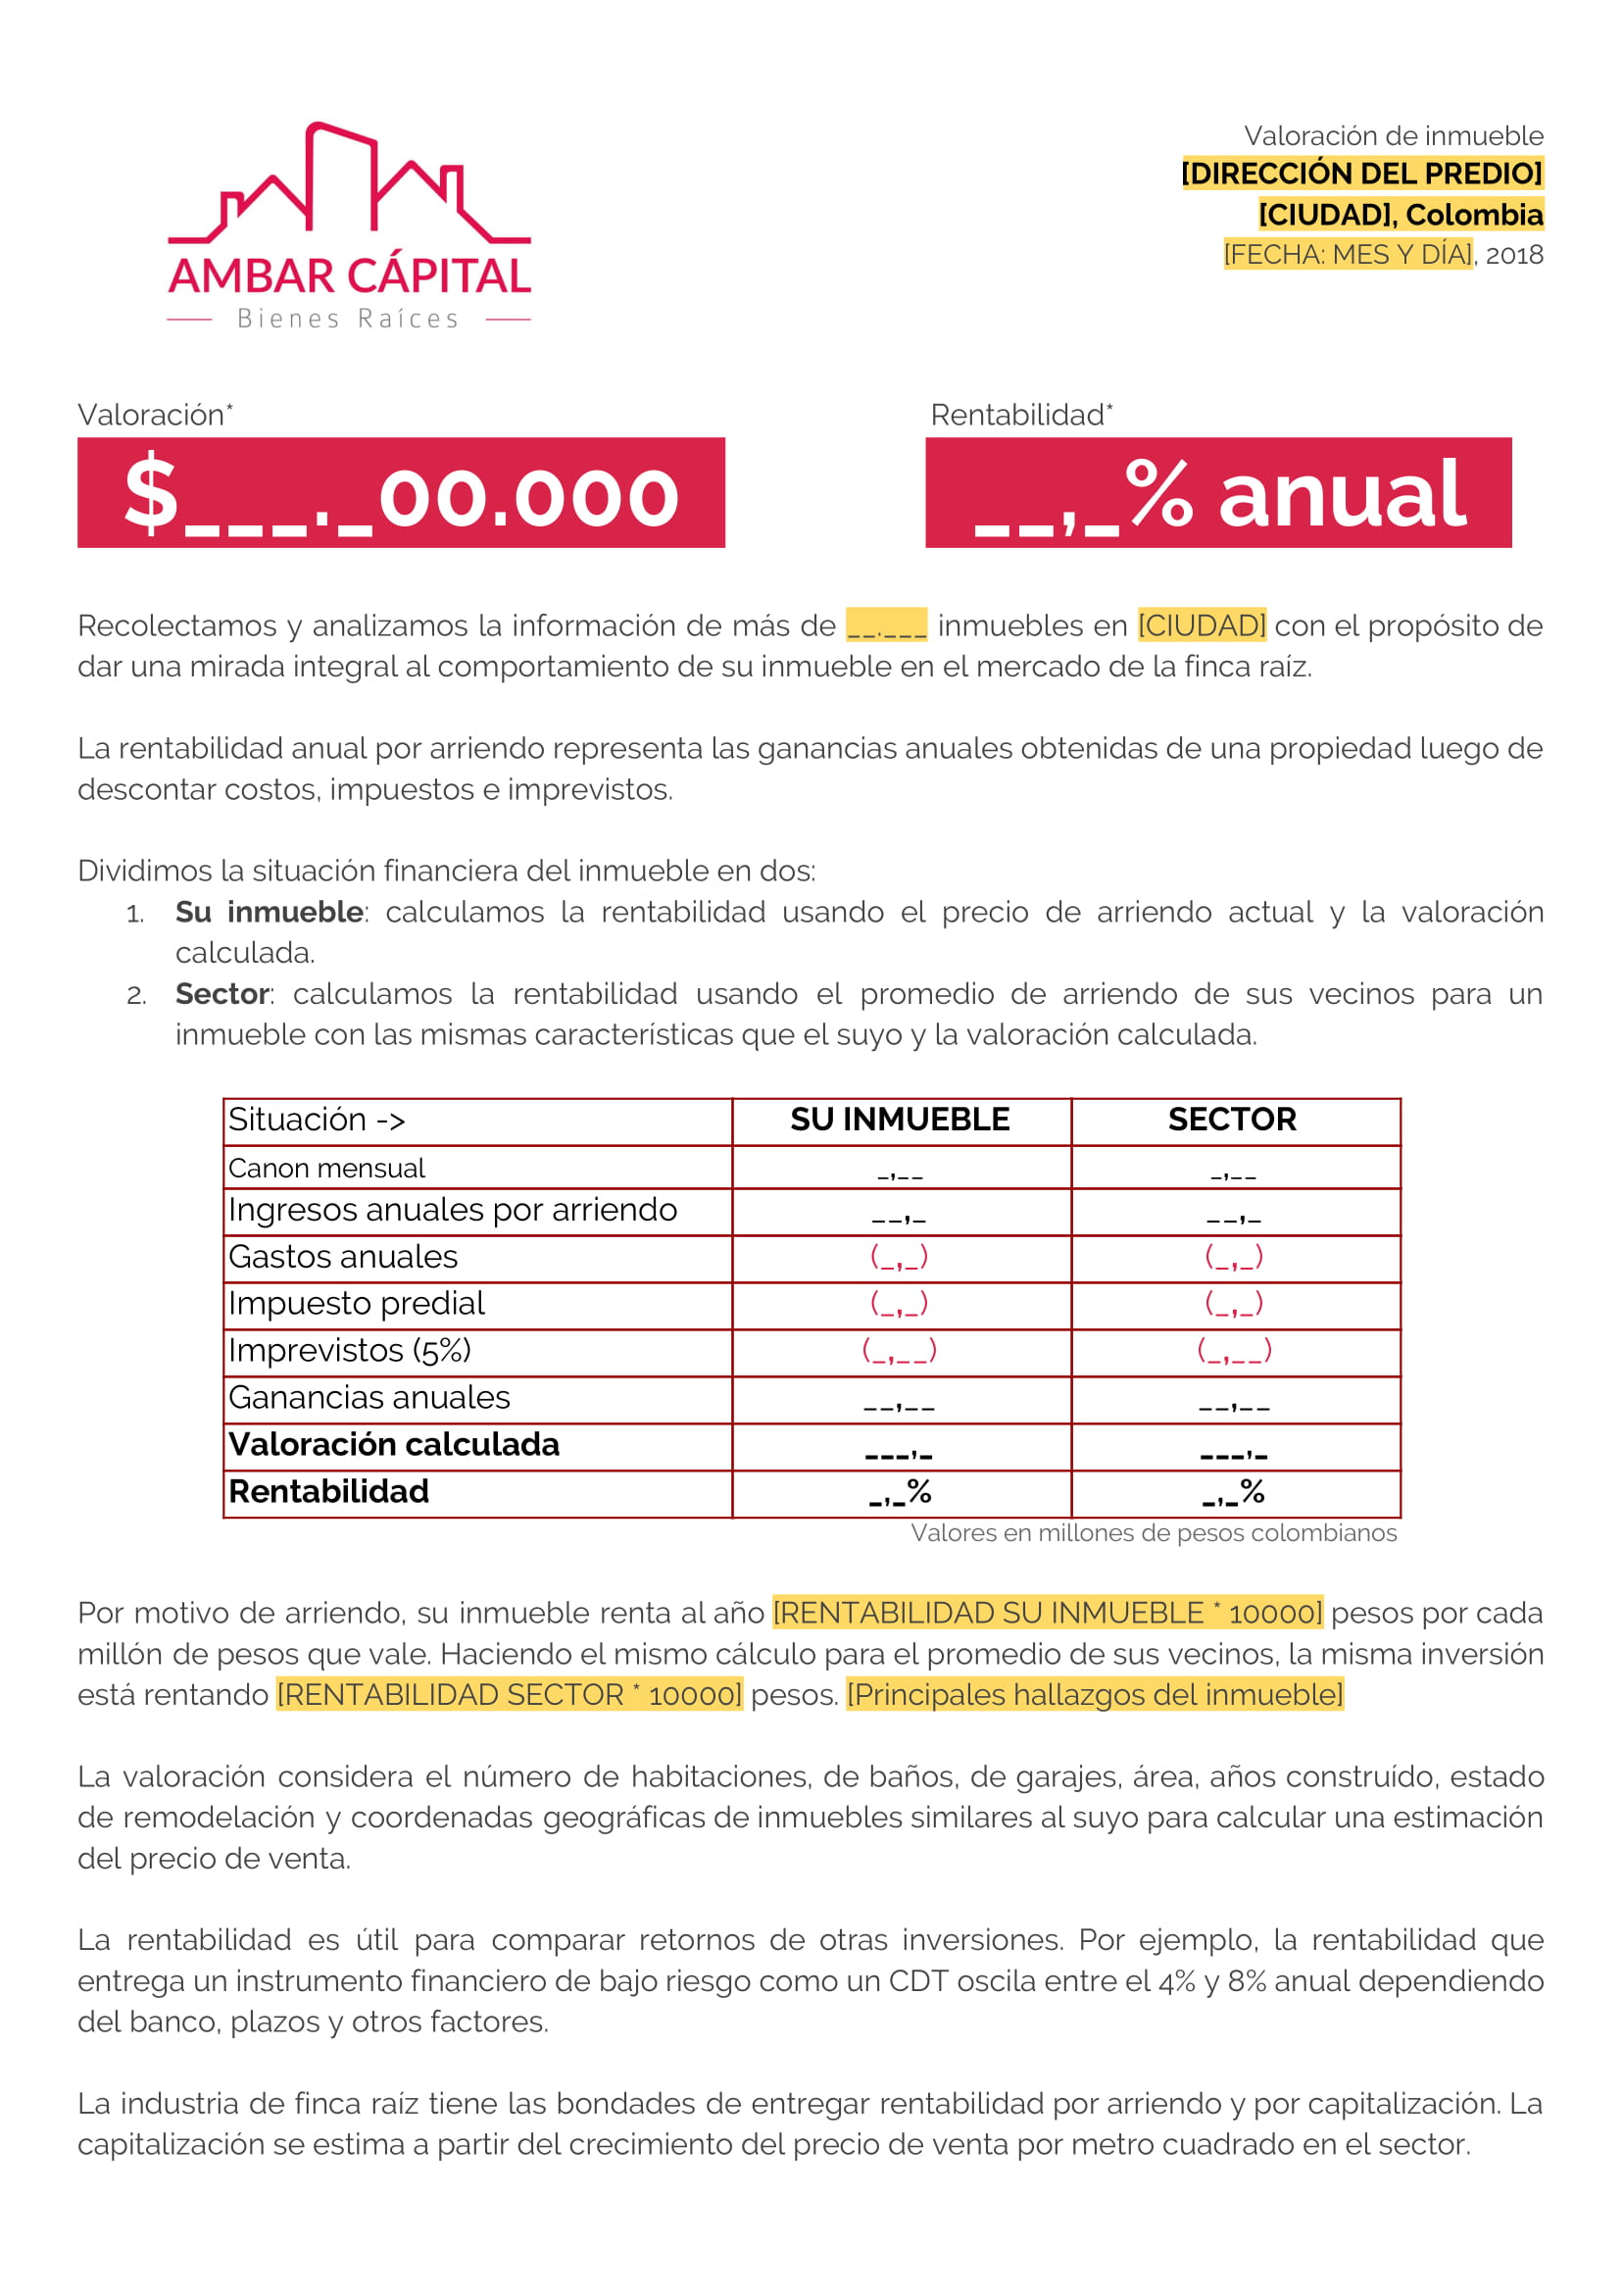 AMBAR CÁPITAL
Bienes Raíces
Valoración de inmueble
[DIRECCIÓN DEL PREDIO]
[CIUDAD], Colombia
[FECHA: MES Y DÍA], 2018
Valoración*
$___._00.000
Rentabilidad*
__,_% anual
Recolectamos y analizamos la información de más de __.___ inmuebles en [CIUDAD] con el propósito de
dar una mirada integral al comportamiento de su inmueble en el mercado de la finca raíz.
La rentabilidad anual por arriendo representa las ganancias anuales obtenidas de una propiedad luego de
descontar costos, impuestos e imprevistos.
Dividimos la situación financiera del inmueble en dos:
1. Su inmueble: calculamos la rentabilidad usando el precio de arriendo actual y la valoración
calculada.
2. Sector: calculamos la rentabilidad usando el promedio de arriendo de sus vecinos para un
inmueble con las mismas características que el suyo y la valoración calculada.
Situación -> SU INMUEBLE SECTOR
Canon mensual _,__ _,__
Ingresos anuales por arriendo __,_ __,_
Gastos anuales (_,_) (_,_)
Impuesto predial (_,_) (_,_)
Imprevistos (5%) (_,__) (_,__)
Ganancias anuales __,__ __,__
Valoración calculada ___,_ ___,_
Rentabilidad _,_% _,_%
Valores en millones de pesos colombianos
Por motivo de arriendo, su inmueble renta al año [RENTABILIDAD SU INMUEBLE * 10000] pesos por cada
millón de pesos que vale. Haciendo el mismo cálculo para el promedio de sus vecinos, la misma inversión
está rentando [RENTABILIDAD SECTOR * 10000] pesos. [Principales hallazgos del inmueble]
La valoración considera el número de habitaciones, de baños, de garajes, área, años construído, estado
de remodelación y coordenadas geográficas de inmuebles similares al suyo para calcular una estimación
del precio de venta.
La rentabilidad es útil para comparar retornos de otras inversiones. Por ejemplo, la rentabilidad que
entrega un instrumento financiero de bajo riesgo como un CDT oscila entre el 4% y 8% anual dependiendo
del banco, plazos y otros factores.
La industria de finca raíz tiene las bondades de entregar rentabilidad por arriendo y por capitalización. La
capitalización se estima a partir del crecimiento del precio de venta por metro cuadrado en el sector.